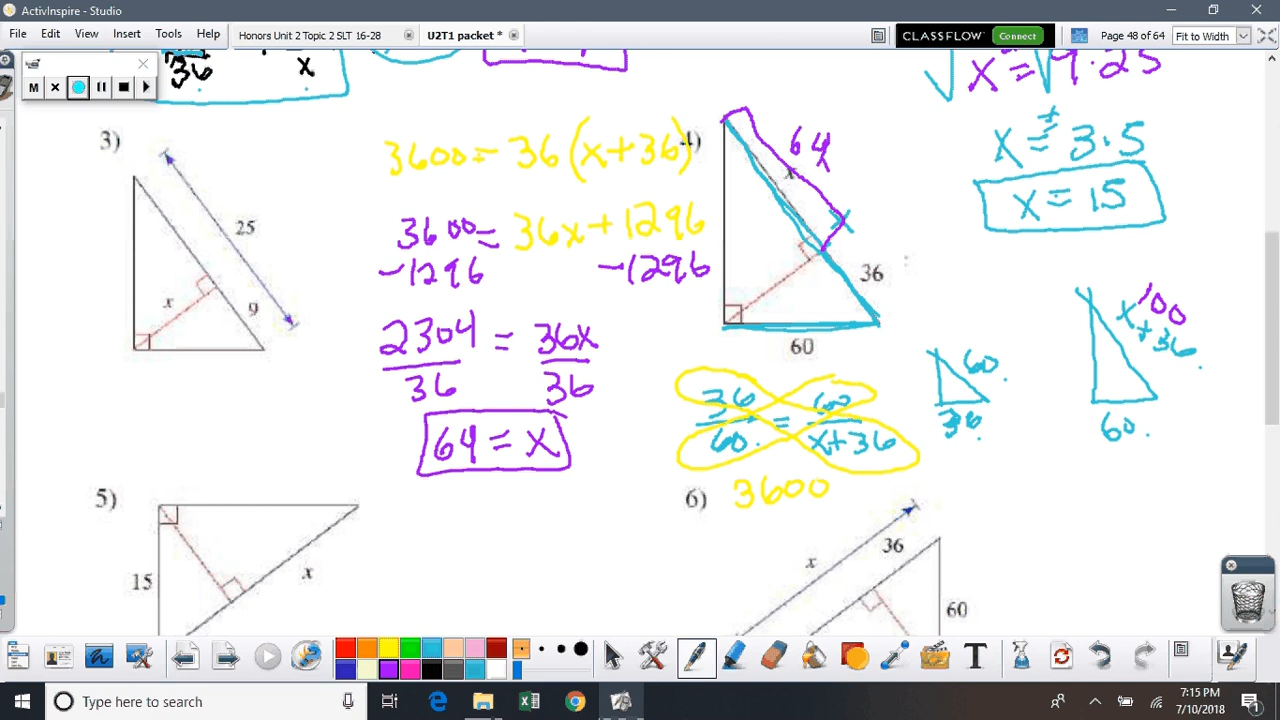 ActivInspire - Studio
File Edit View Insert Tools Help
Honors Unit 2 Topic 2 SLT 16-28
U2T1 packet *
CLASSFLOW Connect
Page 48 of 64
Fit to Width
M
36
x
x = 9·25
x = ± 3·5
x = 15
3)
25
x
9
3600 = 36(x+36)
3600 = 36x+1296
-1296 -1296
2304 = 36x
36 36
64 = x
4)
64
x
x
36
60
36 = 60
60 x+36
3600
60
36
100
x
+36
60
5)
15
x
6)
x
36
60
T
Type here to search
7:15 PM
7/10/2018
1